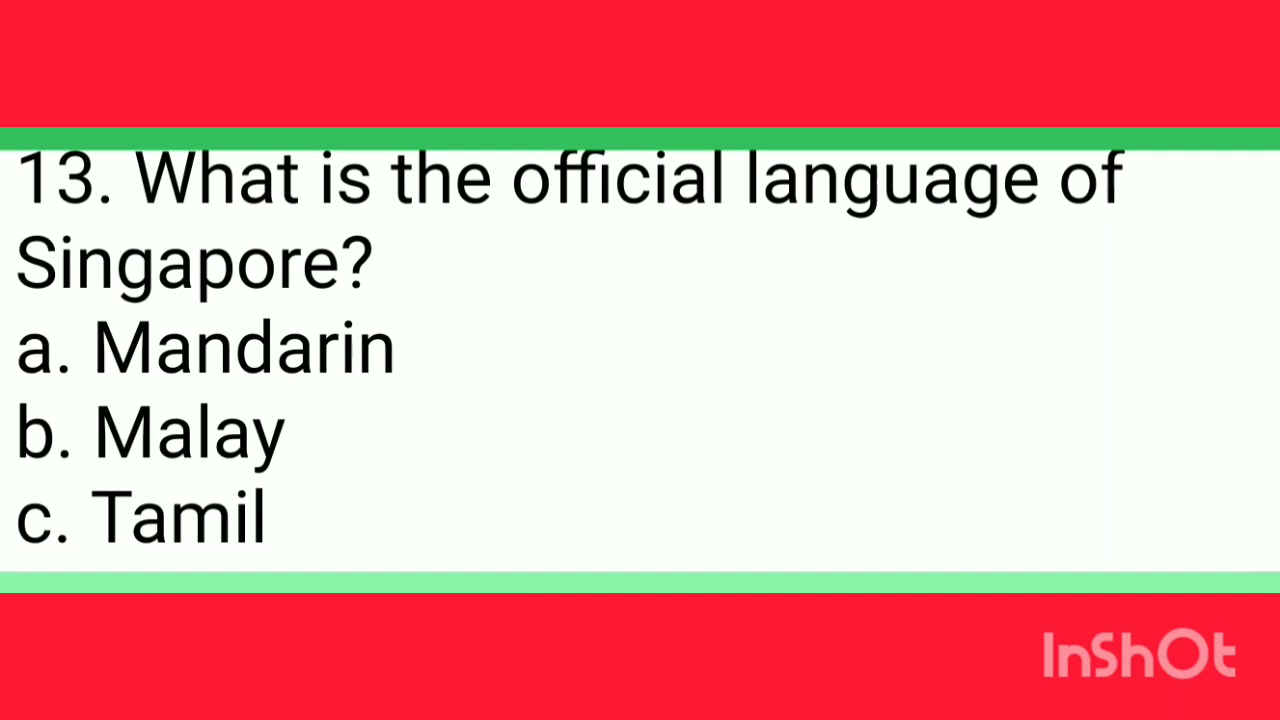 13. What is the official language of
Singapore?
a. Mandarin
b. Malay
c. Tamil
InShOt